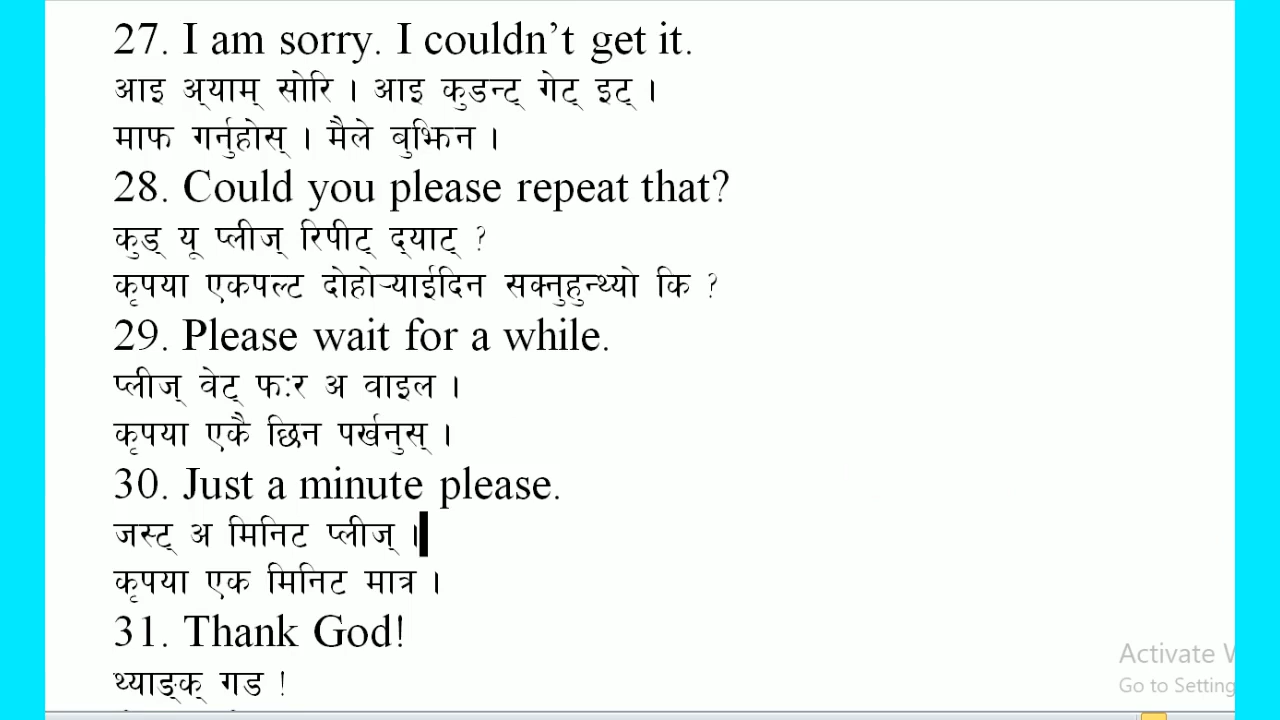 27. I am sorry. I couldn’t get it.
आइ अ्याम् सोरि । आइ कुडन्ट् गेट् इट् ।
माफ गर्नुहोस् । मैले बुझिन ।
28. Could you please repeat that?
कुड् यू प्लीज् रिपीट् द्याट् ?
कृपया एकपल्ट दोहोर्‍याईदिन सक्नुहुन्थ्यो कि ?
29. Please wait for a while.
प्लीज् वेट् फःर अ वाइल ।
कृपया एकै छिन पर्खनुस् ।
30. Just a minute please.
जस्ट् अ मिनिट प्लीज् ।
कृपया एक मिनिट मात्र ।
31. Thank God!
थ्याङ्क् गड !
Activate
Go to Setting